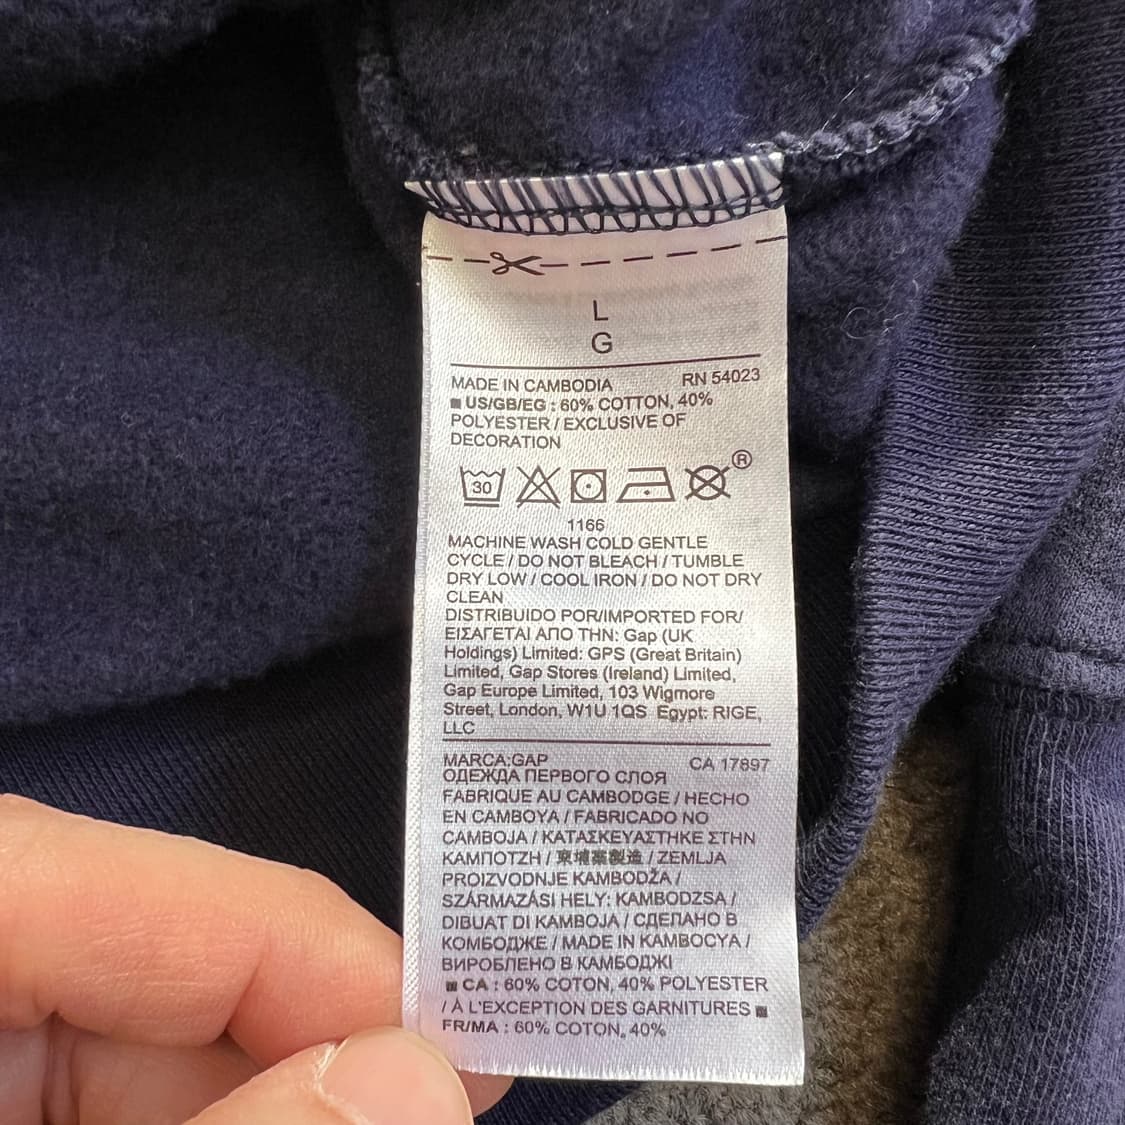 L
G
MADE IN CAMBODIA RN 54023
■ US/GB/EG : 60% COTTON, 40%
POLYESTER / EXCLUSIVE OF
DECORATION
30 ®
1166
MACHINE WASH COLD GENTLE
CYCLE / DO NOT BLEACH / TUMBLE
DRY LOW / COOL IRON / DO NOT DRY
CLEAN
DISTRIBUIDO POR/IMPORTED FOR/
ΕΙΣΑΓΕΤΑΙ ΑΠΟ ΤΗΝ: Gap (UK
Holdings) Limited: GPS (Great Britain)
Limited, Gap Stores (Ireland) Limited,
Gap Europe Limited, 103 Wigmore
Street, London, W1U 1QS Egypt: RIGE,
LLC
MARCA:GAP CA 17897
ОДЕЖДА ПЕРВОГО СЛОЯ
FABRIQUE AU CAMBODGE / HECHO
EN CAMBOYA / FABRICADO NO
CAMBOJA / ΚΑΤΑΣΚΕΥΑΣΤΗΚΕ ΣΤΗΝ
ΚΑΜΠΟΤΖΗ / 柬埔寨製造 / ZEMLJA
PROIZVODNJE KAMBODŽA /
SZÁRMAZÁSI HELY: KAMBODZSA /
DIBUAT DI KAMBOJA / СДЕЛАНО В
КОМБОДЖЕ / MADE IN KAMBOCYA /
ВИРОБЛЕНО В КАМБОДЖІ
■ CA : 60% COTON, 40% POLYESTER
/ À L'EXCEPTION DES GARNITURES ■
FR/MA : 60% COTON, 40%